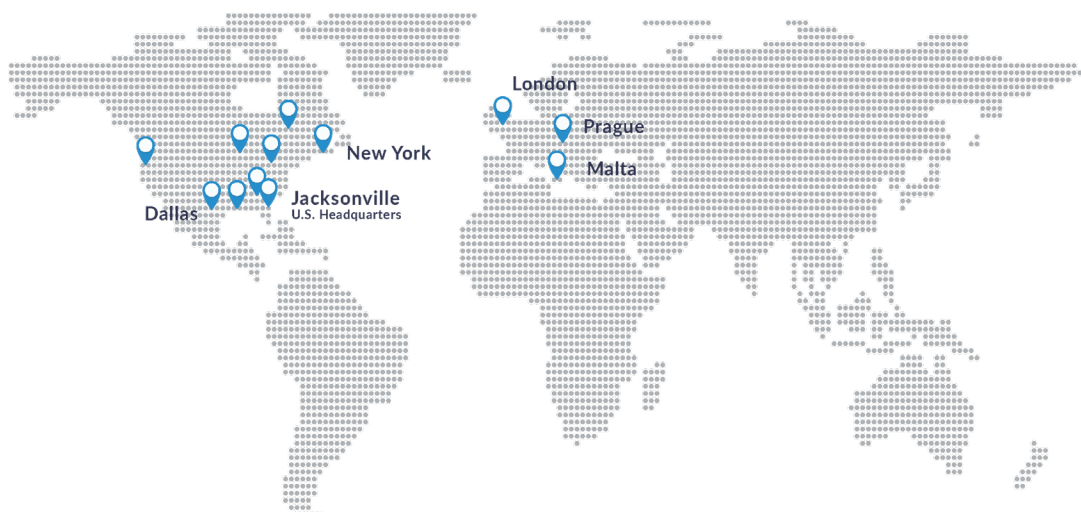 London
Prague
New York
Malta
Jacksonville
U.S. Headquarters
Dallas